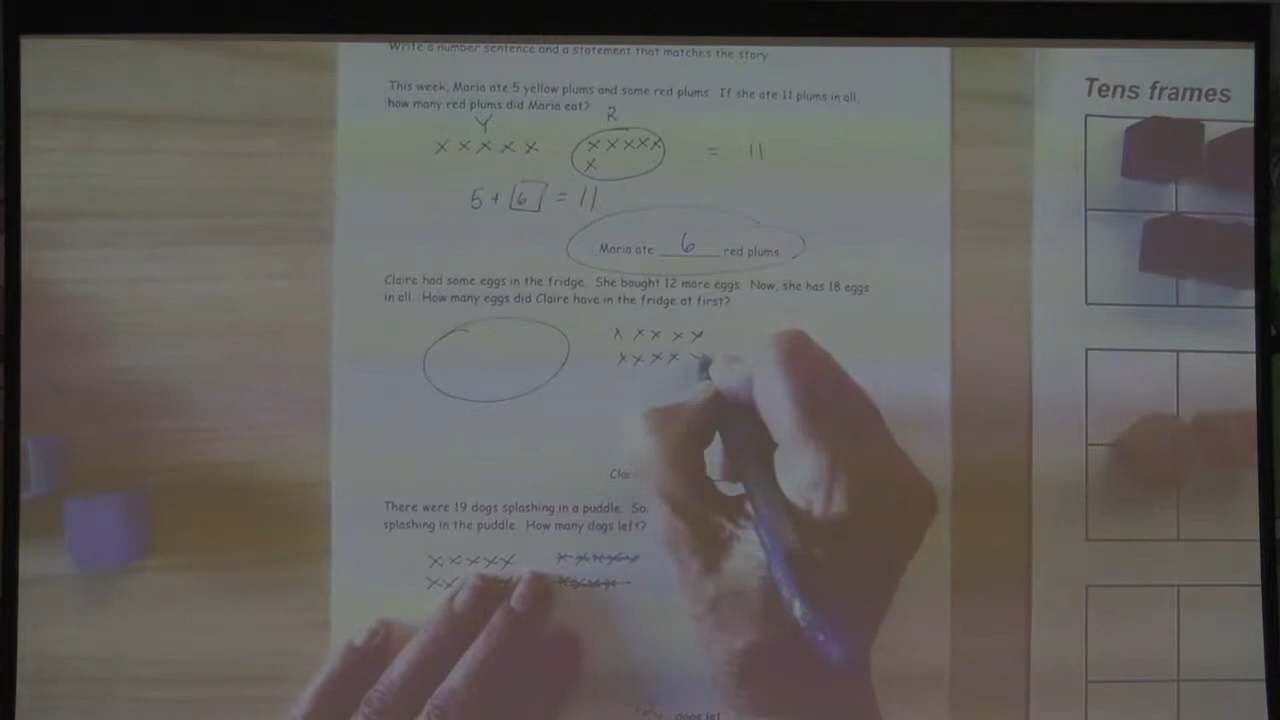 Write a number sentence and a statement that matches the story
Tens frames
This week, Maria ate 5 yellow plums and some red plums. If she ate 11 plums in all,
how many red plums did Maria eat?
Y R
x x x x x x x x x x = 11
x
5 + 6 = 11
Maria ate 6 red plums
Claire had some eggs in the fridge. She bought 12 more eggs. Now, she has 18 eggs
in all. How many eggs did Claire have in the fridge at first?
x x x x x
x x x x x
There were 19 dogs splashing in a puddle.
splashing in the puddle. How many dogs left?
x x x x x x x x x x
x x x x x x
dogs